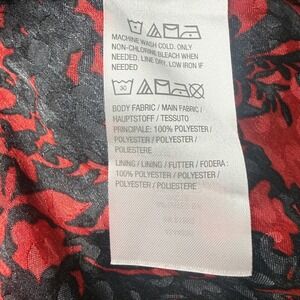 MACHINE WASH COLD. ONLY
NON-CHLORINE BLEACH WHEN
NEEDED. LINE DRY. LOW IRON IF
NEEDED
30
BODY FABRIC / MAIN FABRIC /
HAUPTSTOFF / TESSUTO
PRINCIPALE: 100% POLYESTER /
POLYESTER / POLYESTER /
POLIESTERE
LINING / LINING / FUTTER / FODERA :
100% POLYESTER / POLYESTER /
POLYESTER / POLIESTERE